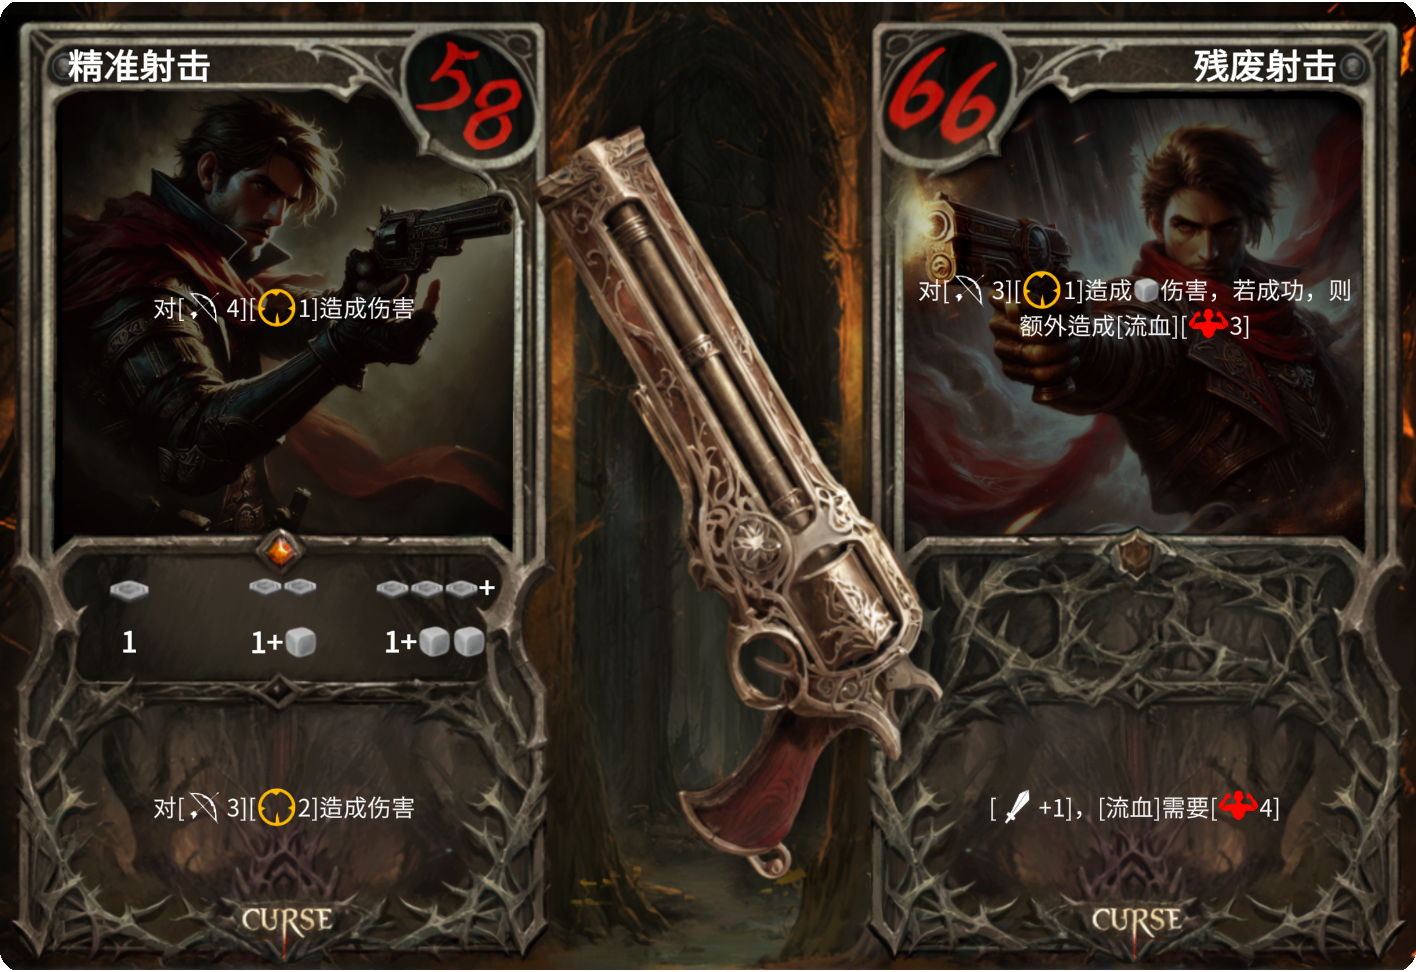 精准射击
58
对[4][1]造成伤害
+
1
1+
1+
对[3][2]造成伤害
CURSE
残废射击
66
对[3][1]造成伤害，若成功，则
额外造成[流血][3]
[+1]，[流血]需要[4]
CURSE